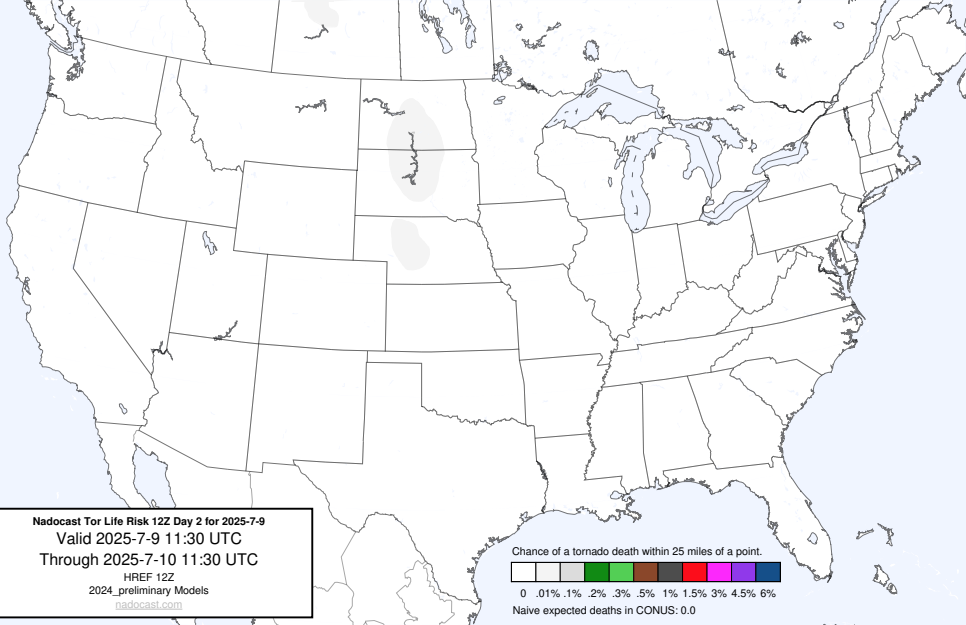 Nadocast Tor Life Risk 12Z Day 2 for 2025-7-9
Valid 2025-7-9 11:30 UTC
Through 2025-7-10 11:30 UTC
HREF 12Z
2024_preliminary Models
nadocast.com
Chance of a tornado death within 25 miles of a point.
0 .01% .1% .2% .3% .5% 1% 1.5% 3% 4.5% 6%
Naive expected deaths in CONUS: 0.0